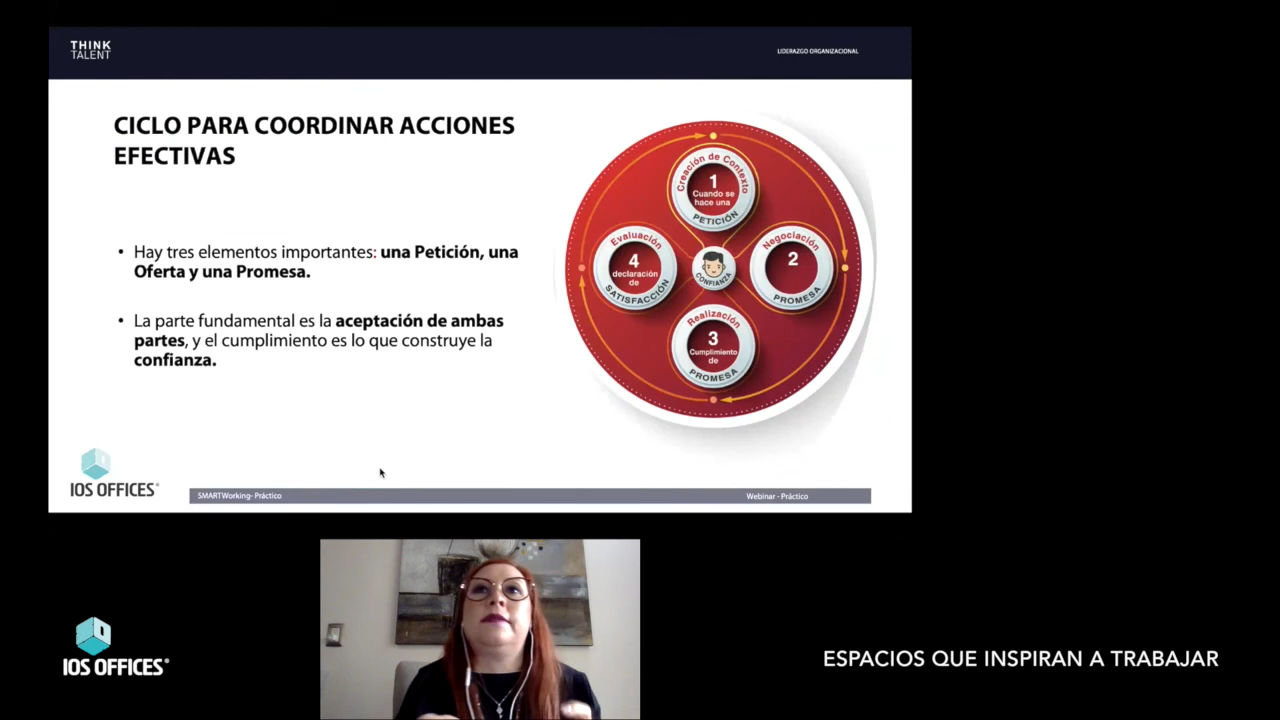 THINK
TALENT
LIDERAZGO ORGANIZACIONAL
CICLO PARA COORDINAR ACCIONES
EFECTIVAS
• Hay tres elementos importantes: una Petición, una
Oferta y una Promesa.
• La parte fundamental es la aceptación de ambas
partes, y el cumplimiento es lo que construye la
confianza.
Creación de Contexto
1
Cuando se
hace una
PETICIÓN
Negociación
2
PROMESA
Realización
3
Cumplimiento
de
PROMESA
Evaluación
4
declaración
de
SATISFACCIÓN
CONFIANZA
IOS OFFICES®
SMARTWorking- Práctico
Webinar - Práctico
IOS OFFICES®
ESPACIOS QUE INSPIRAN A TRABAJAR